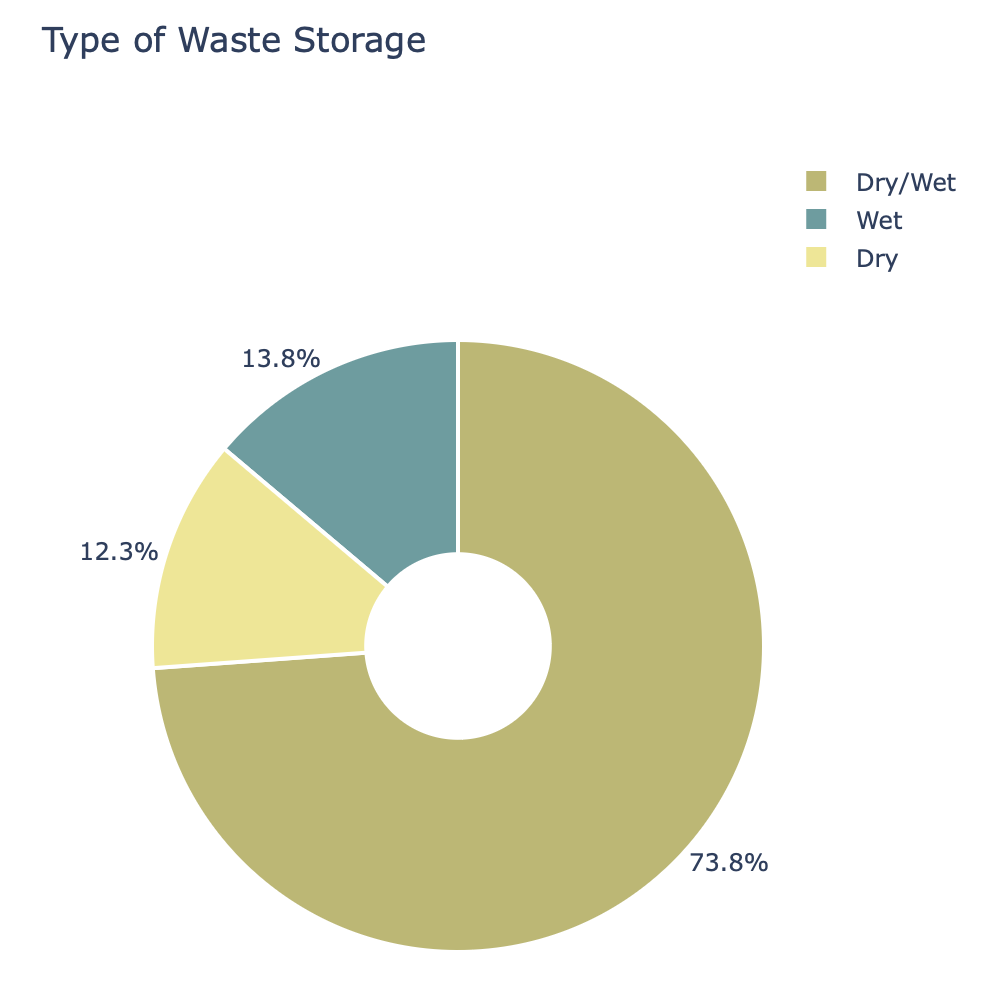 Type of Waste Storage
Dry/Wet
Wet
Dry
13.8%
12.3%
73.8%